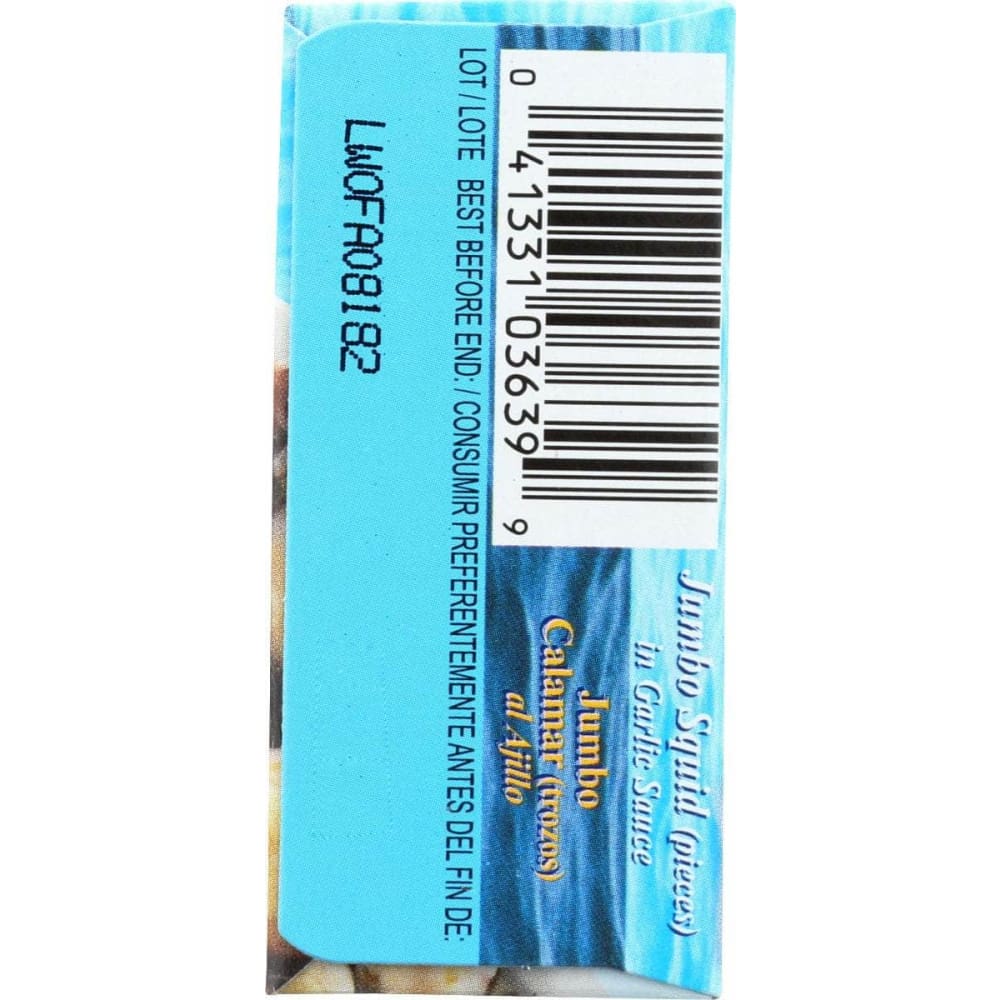 Jumbo Squid (pieces)
in Garlic Sauce
Jumbo
Calamar (trozos)
al Ajillo
0 41331 03639 9
LOT / LOTE BEST BEFORE END: / CONSUMIR PREFERENTEMENTE ANTES DEL FIN DE:
LWOFA08182